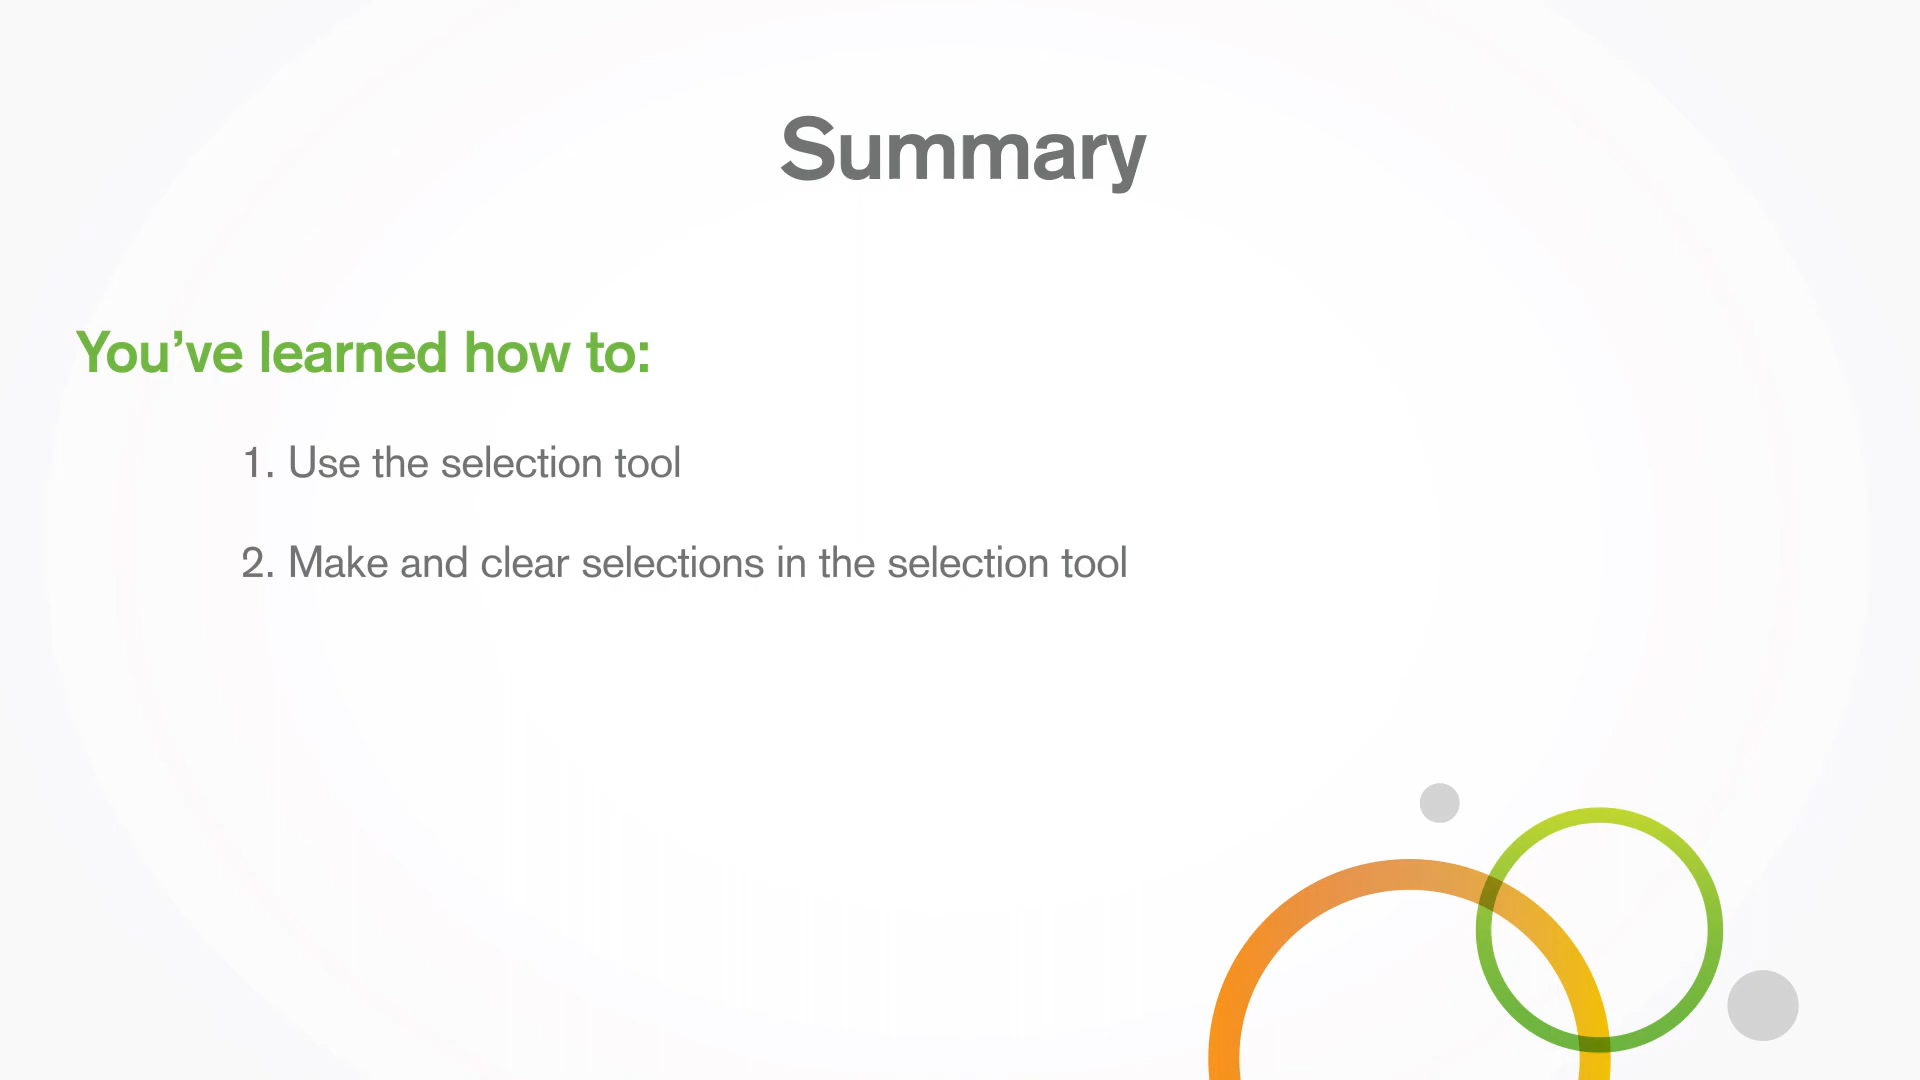 Summary
You’ve learned how to:
1. Use the selection tool
2. Make and clear selections in the selection tool